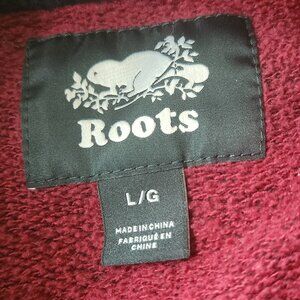 Roots
L/G
MADE IN CHINA
FABRIQUÉ EN
CHINE